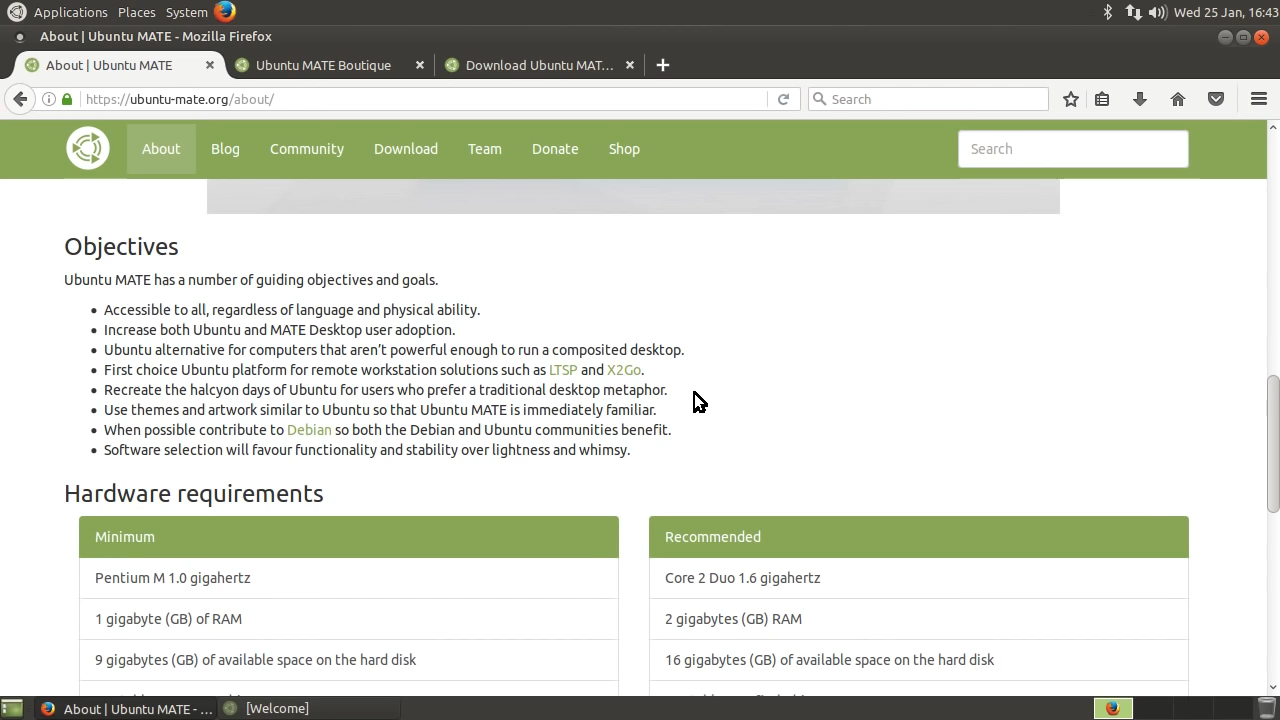 Applications Places System Wed 25 Jan, 16:43
About | Ubuntu MATE - Mozilla Firefox
About | Ubuntu MATE Ubuntu MATE Boutique Download Ubuntu MAT...
https://ubuntu-mate.org/about/ Search
About Blog Community Download Team Donate Shop Search
Objectives
Ubuntu MATE has a number of guiding objectives and goals.
Accessible to all, regardless of language and physical ability.
Increase both Ubuntu and MATE Desktop user adoption.
Ubuntu alternative for computers that aren’t powerful enough to run a composited desktop.
First choice Ubuntu platform for remote workstation solutions such as LTSP and X2Go.
Recreate the halcyon days of Ubuntu for users who prefer a traditional desktop metaphor.
Use themes and artwork similar to Ubuntu so that Ubuntu MATE is immediately familiar.
When possible contribute to Debian so both the Debian and Ubuntu communities benefit.
Software selection will favour functionality and stability over lightness and whimsy.
Hardware requirements
Minimum Recommended
Pentium M 1.0 gigahertz Core 2 Duo 1.6 gigahertz
1 gigabyte (GB) of RAM 2 gigabytes (GB) RAM
9 gigabytes (GB) of available space on the hard disk 16 gigabytes (GB) of available space on the hard disk
About | Ubuntu MATE - ... [Welcome]